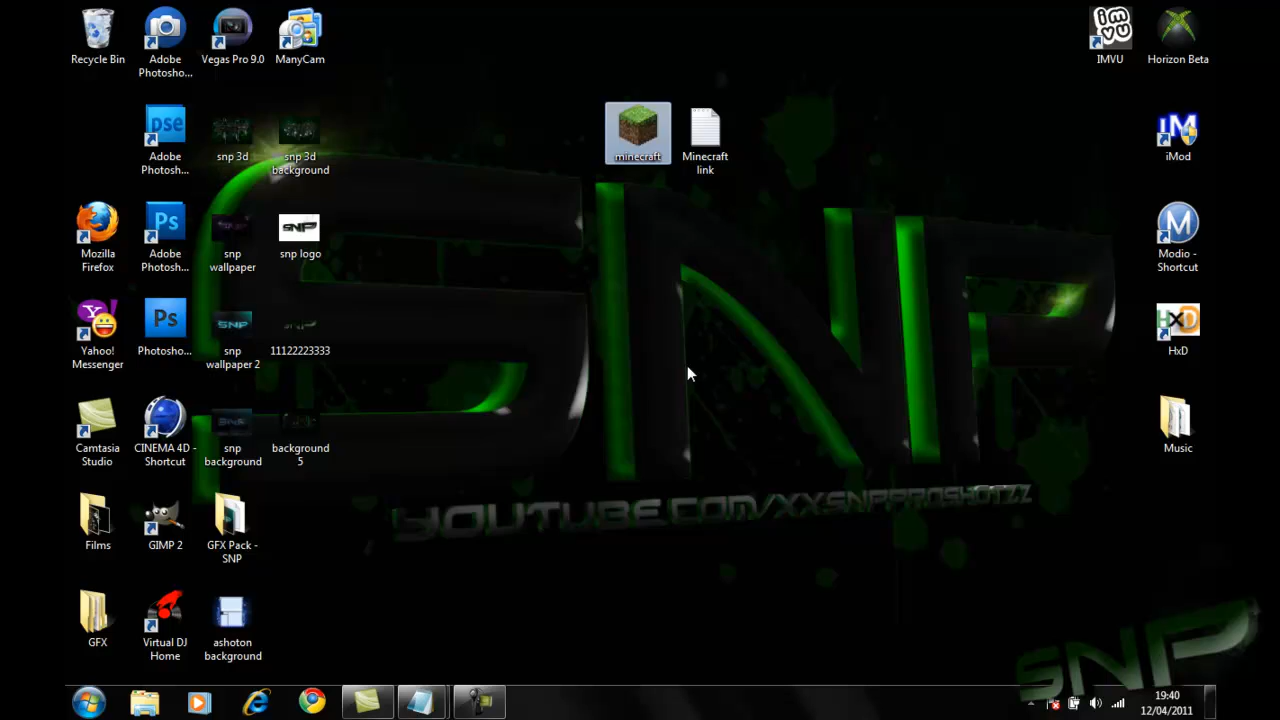 Recycle Bin
Adobe
Photosho...
Vegas Pro 9.0
ManyCam
IMVU
Horizon Beta
Adobe
Photosho...
snp 3d
snp 3d
background
minecraft
Minecraft
link
iMod
Mozilla
Firefox
Adobe
Photosh...
snp
wallpaper
snp logo
Modio -
Shortcut
Yahoo!
Messenger
Photosho...
snp
wallpaper 2
11122223333
HxD
Camtasia
Studio
CINEMA 4D -
Shortcut
snp
background
background
5
Music
YOUTUBE.COM/XXSNPPROSHOTZZ
Films
GIMP 2
GFX Pack -
SNP
GFX
Virtual DJ
Home
ashoton
background
SNP
SNP
19:40
12/04/2011